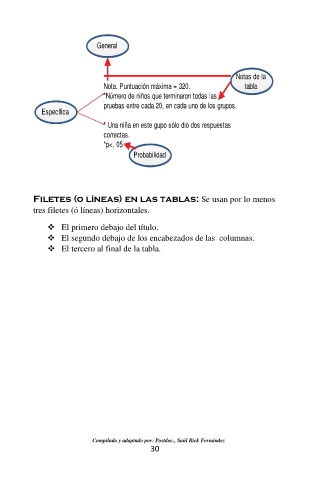 General
Notas de la
tabla
Nota. Puntuación máxima = 320.
ªNúmero de niños que terminaron todas las
pruebas entre cada 20, en cada uno de los grupos.
Específica
ª Una niña en este gupo sólo dio dos respuestas
correctas.
*p<, 05
Probabilidad
Filetes (o líneas) en las tablas: Se usan por lo menos
tres filetes (ó líneas) horizontales.
❖ El primero debajo del título.
❖ El segundo debajo de los encabezados de las columnas.
❖ El tercero al final de la tabla.
Compilado y adaptado por: Postdoc., Saúl Rick Fernández
30